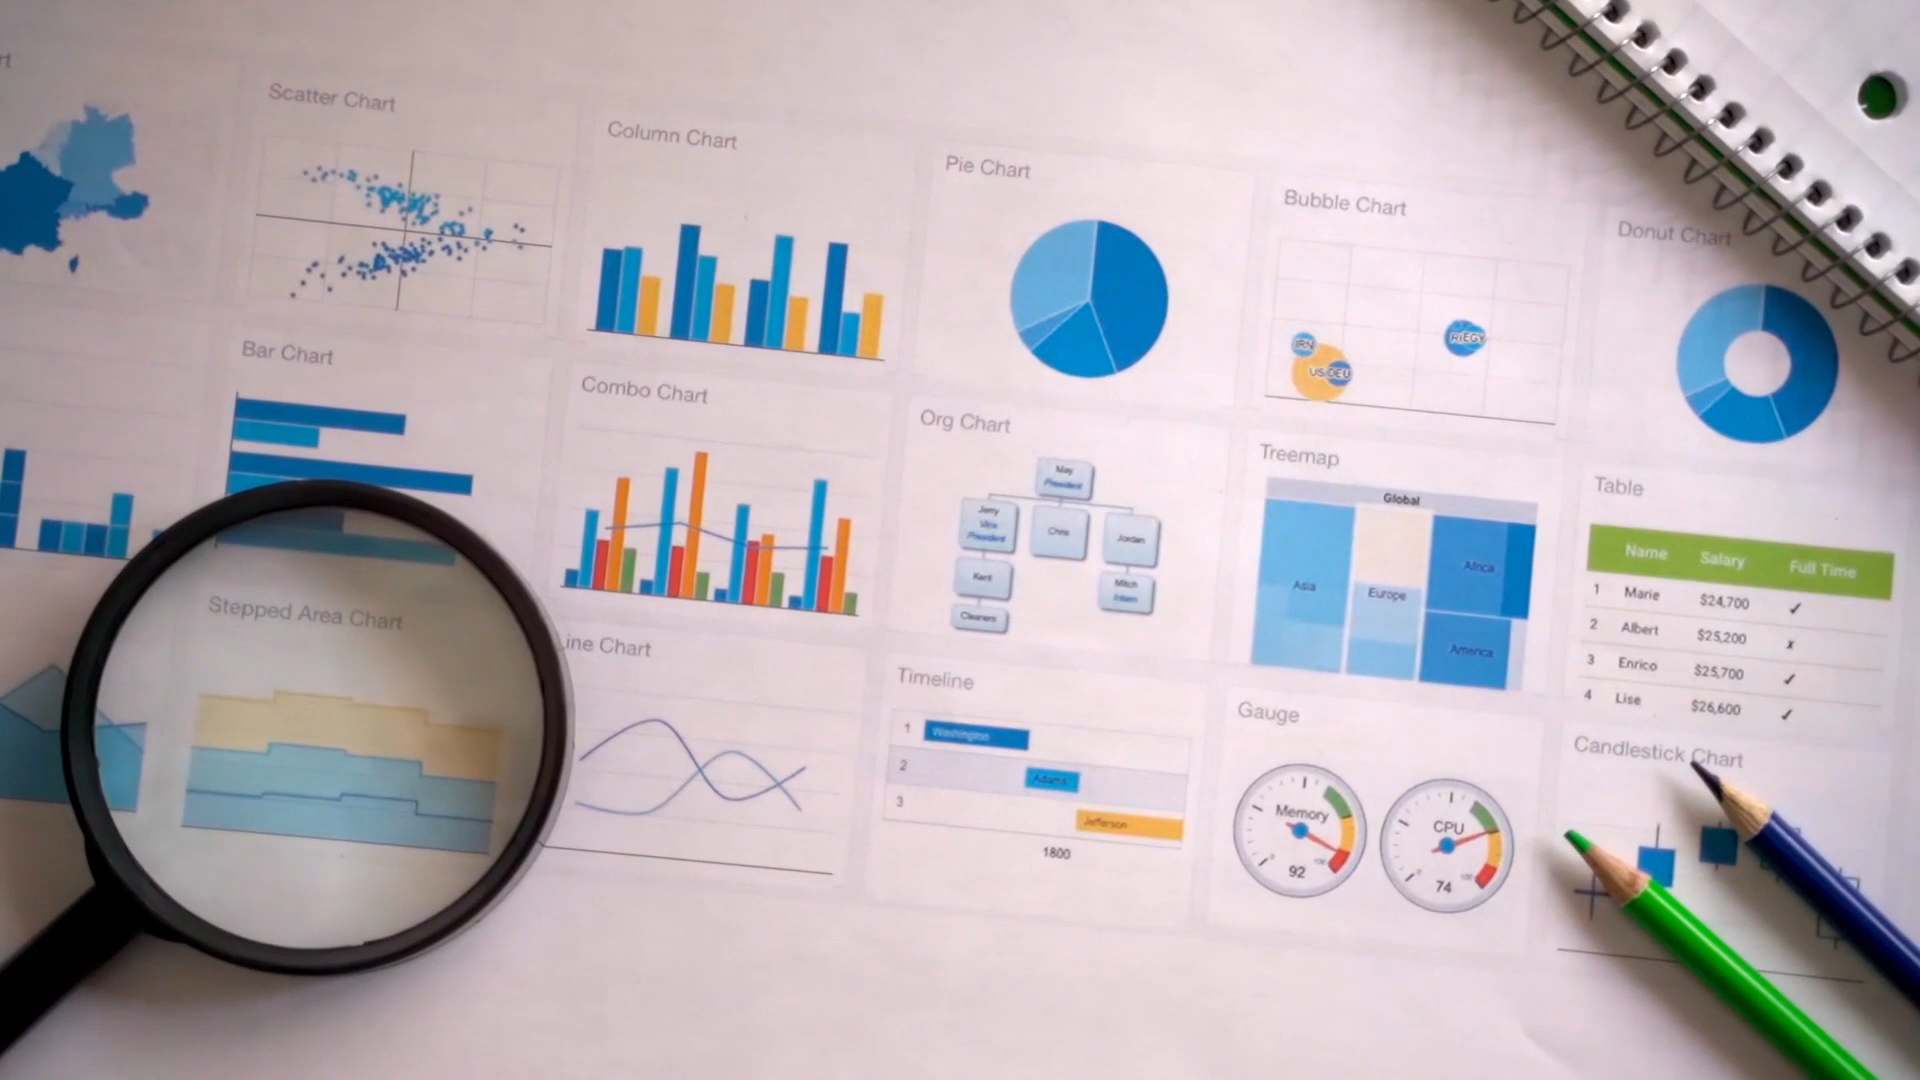 rt
Scatter Chart
Column Chart
Pie Chart
Bubble Chart
IRN
US DEU
EGY
Donut Chart
Bar Chart
Combo Chart
Org Chart
May
President
Jerry
Vice
President
Chris
Jordan
Kent
Mitch
Intern
Cleaners
Treemap
Global
Asia
Europe
Africa
America
Table
Name Salary Full Time
1 Marie $24,700 ✓
2 Albert $25,200 x
3 Enrico $25,700 ✓
4 Lise $26,600 ✓
Stepped Area Chart
ine Chart
Timeline
1 Washington
2 Adams
3 Jefferson
1800
Gauge
Memory
92
CPU
74
Candlestick Chart